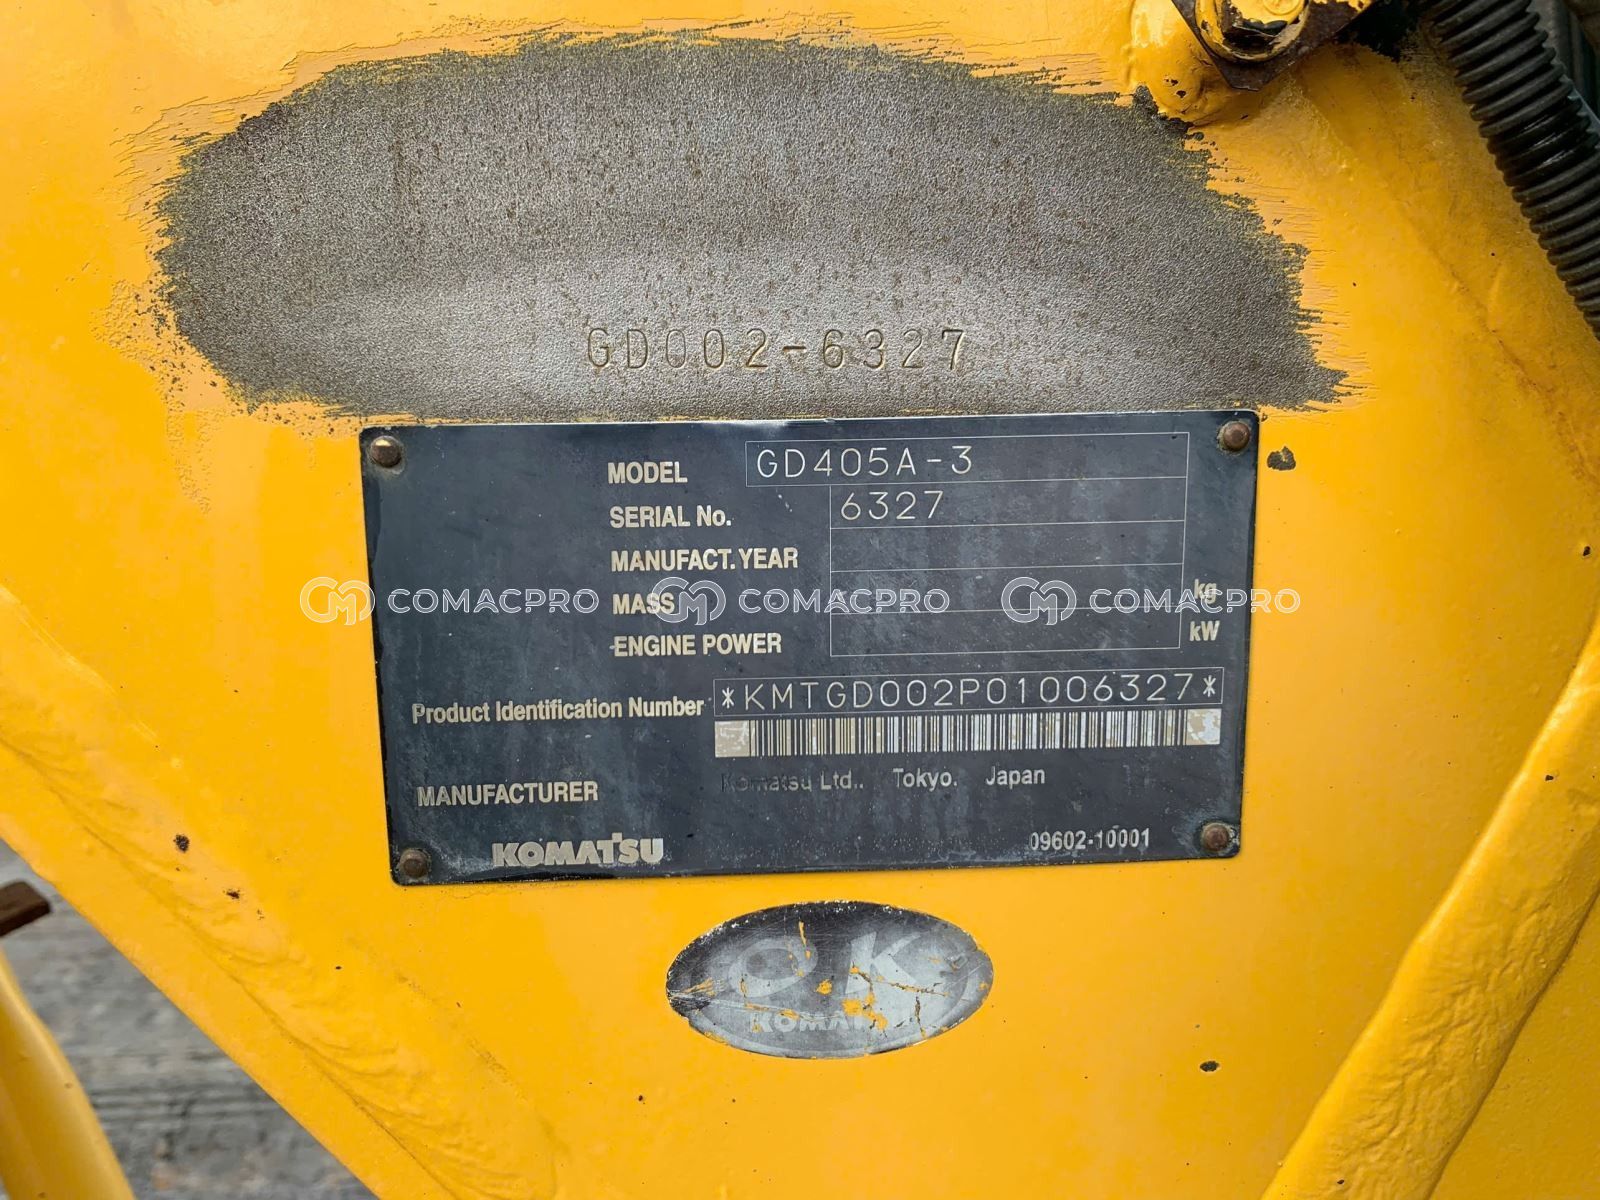 GD002-6327
MODEL GD405A-3
SERIAL No. 6327
MANUFACT. YEAR
MASS kg
ENGINE POWER kW
COMACPRO COMACPRO COMACPRO
Product Identification Number *KMTGD002P01006327*
MANUFACTURER Komatsu Ltd., Tokyo, Japan
KOMATSU 09602-10001
OK